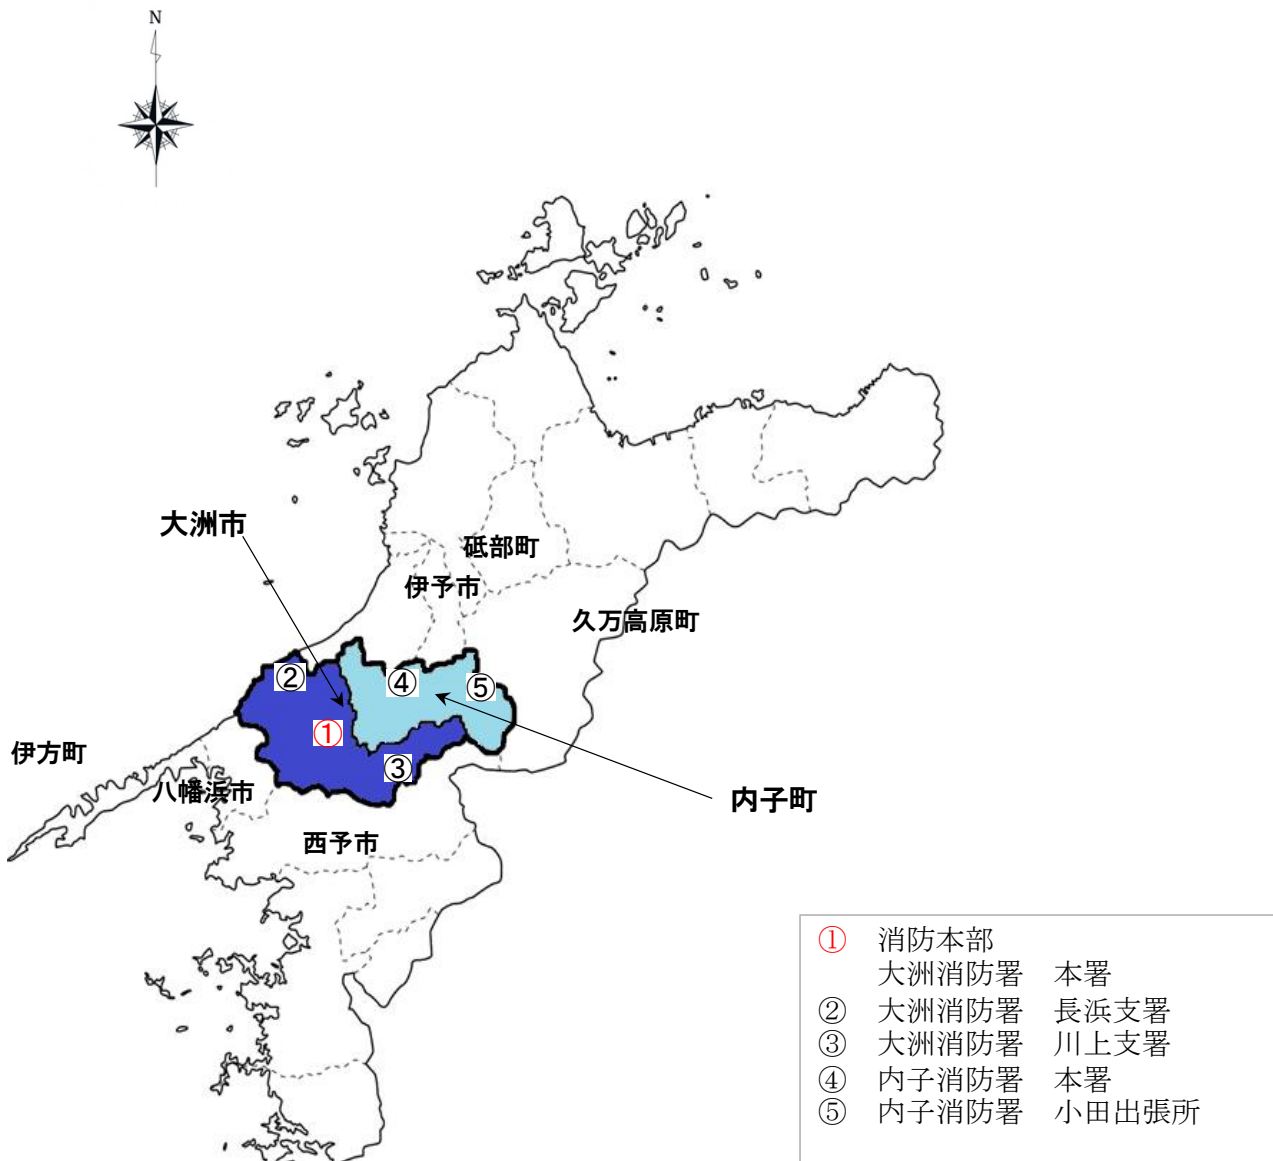 N
大洲市
砥部町
伊予市
久万高原町
②
④
⑤
①
③
伊方町
八幡浜市
内子町
西予市
① 消防本部
大洲消防署 本署
② 大洲消防署 長浜支署
③ 大洲消防署 川上支署
④ 内子消防署 本署
⑤ 内子消防署 小田出張所